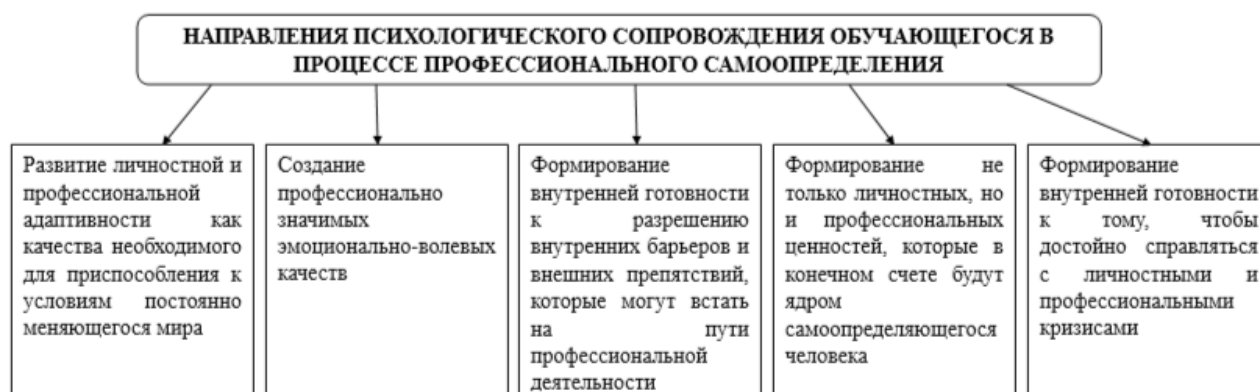 НАПРАВЛЕНИЯ ПСИХОЛОГИЧЕСКОГО СОПРОВОЖДЕНИЯ ОБУЧАЮЩЕГОСЯ В
ПРОЦЕССЕ ПРОФЕССИОНАЛЬНОГО САМООПРЕДЕЛЕНИЯ
Развитие личностной и
профессиональной
адаптивности как
качества необходимого
для приспособления к
условиям постоянно
меняющегося мира
Создание
профессионально
значимых
эмоционально-волевых
качеств
Формирование
внутренней готовности
к разрешению
внутренних барьеров и
внешних препятствий,
которые могут встать
на пути
профессиональной
деятельности
Формирование не
только личностных, но
и профессиональных
ценностей, которые в
конечном счете будут
ядром
самоопределяющегося
человека
Формирование
внутренней готовности
к тому, чтобы
достойно справляться
с личностными и
профессиональными
кризисами